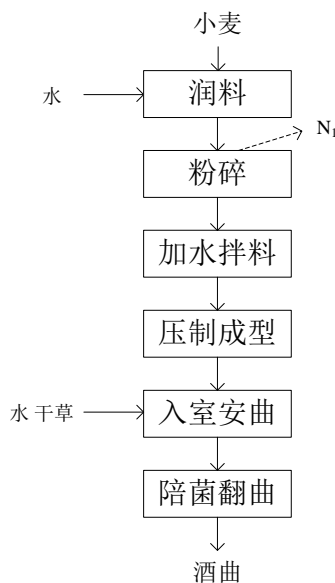 小麦
水
润料
N₁
粉碎
加水拌料
压制成型
水 干草
入室安曲
陪菌翻曲
酒曲